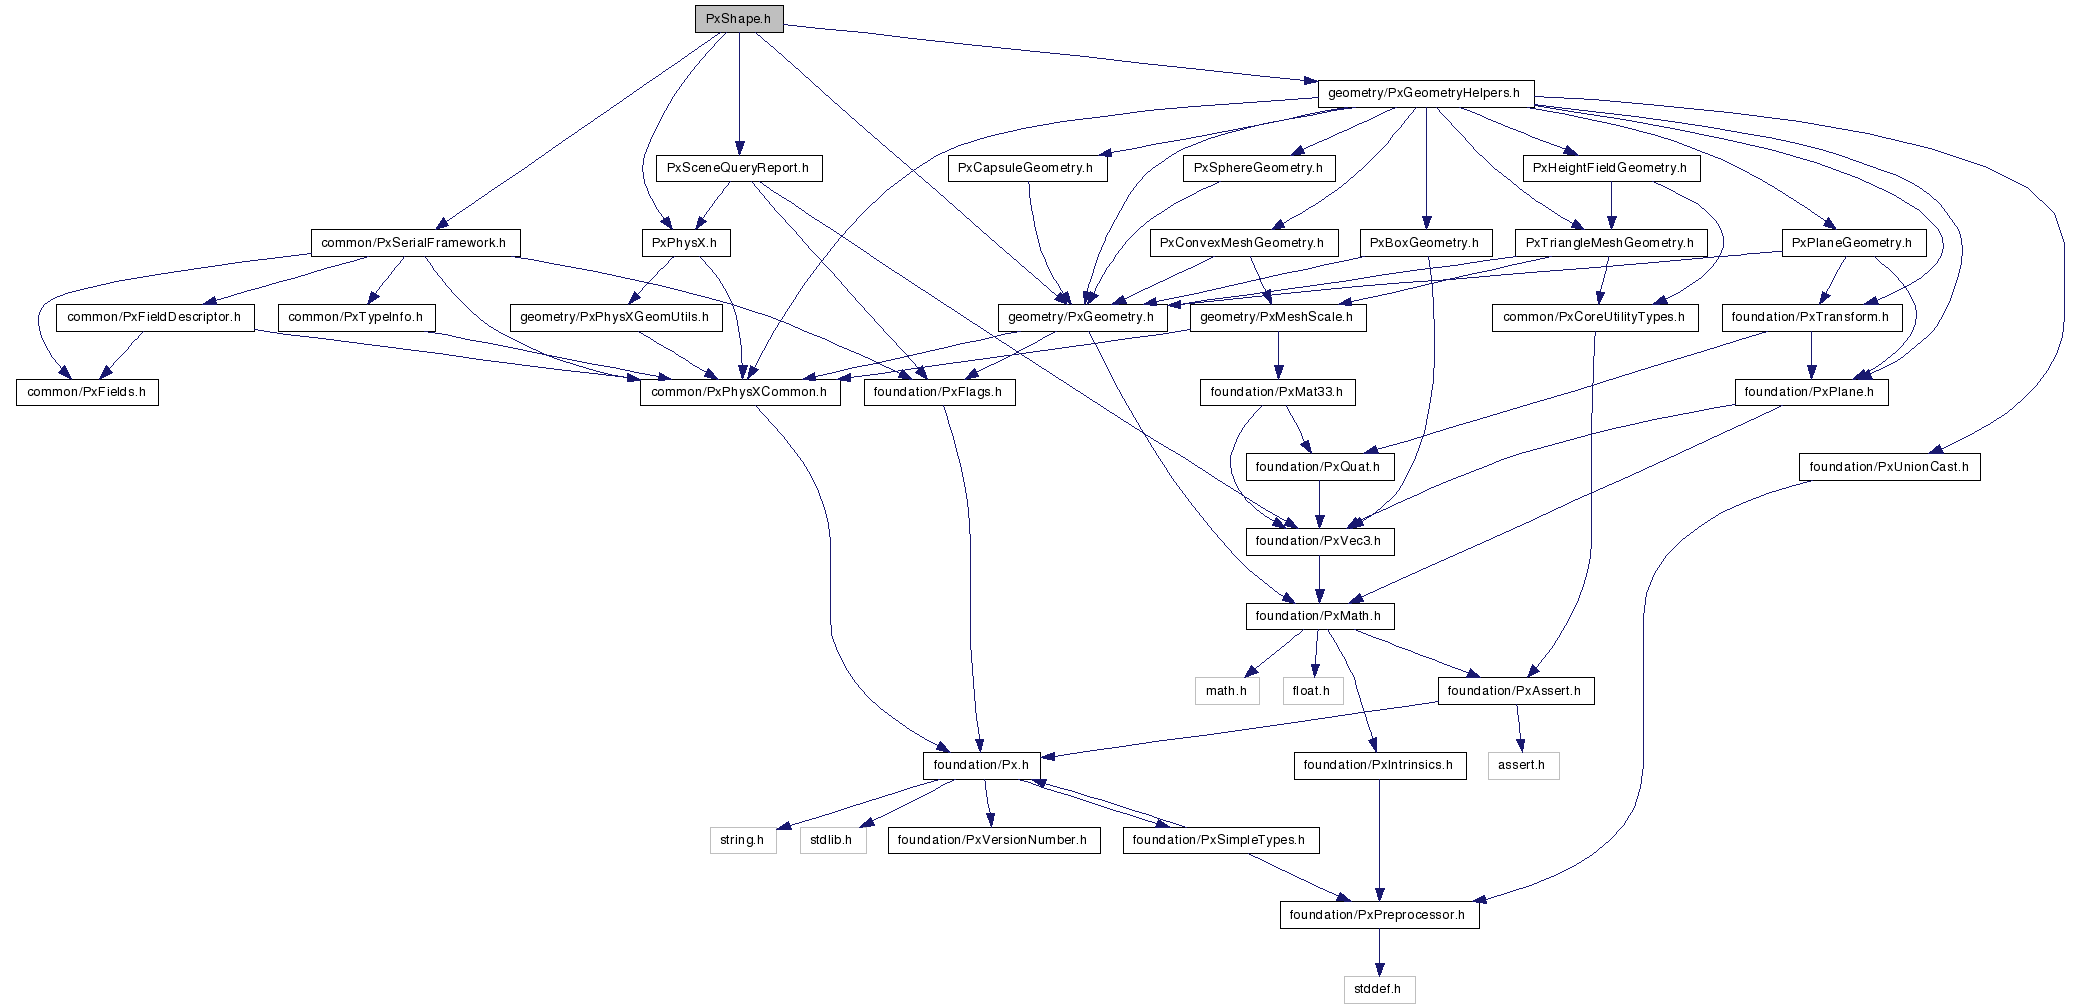 PxShape.h
geometry/PxGeometryHelpers.h
PxSceneQueryReport.h
PxCapsuleGeometry.h
PxSphereGeometry.h
PxHeightFieldGeometry.h
common/PxSerialFramework.h
PxPhysX.h
PxConvexMeshGeometry.h
PxBoxGeometry.h
PxTriangleMeshGeometry.h
PxPlaneGeometry.h
common/PxFieldDescriptor.h
common/PxTypeInfo.h
geometry/PxPhysXGeomUtils.h
geometry/PxGeometry.h
geometry/PxMeshScale.h
common/PxCoreUtilityTypes.h
foundation/PxTransform.h
common/PxFields.h
common/PxPhysXCommon.h
foundation/PxFlags.h
foundation/PxMat33.h
foundation/PxPlane.h
foundation/PxQuat.h
foundation/PxUnionCast.h
foundation/PxVec3.h
foundation/PxMath.h
math.h
float.h
foundation/PxAssert.h
foundation/Px.h
foundation/PxIntrinsics.h
assert.h
string.h
stdlib.h
foundation/PxVersionNumber.h
foundation/PxSimpleTypes.h
foundation/PxPreprocessor.h
stddef.h